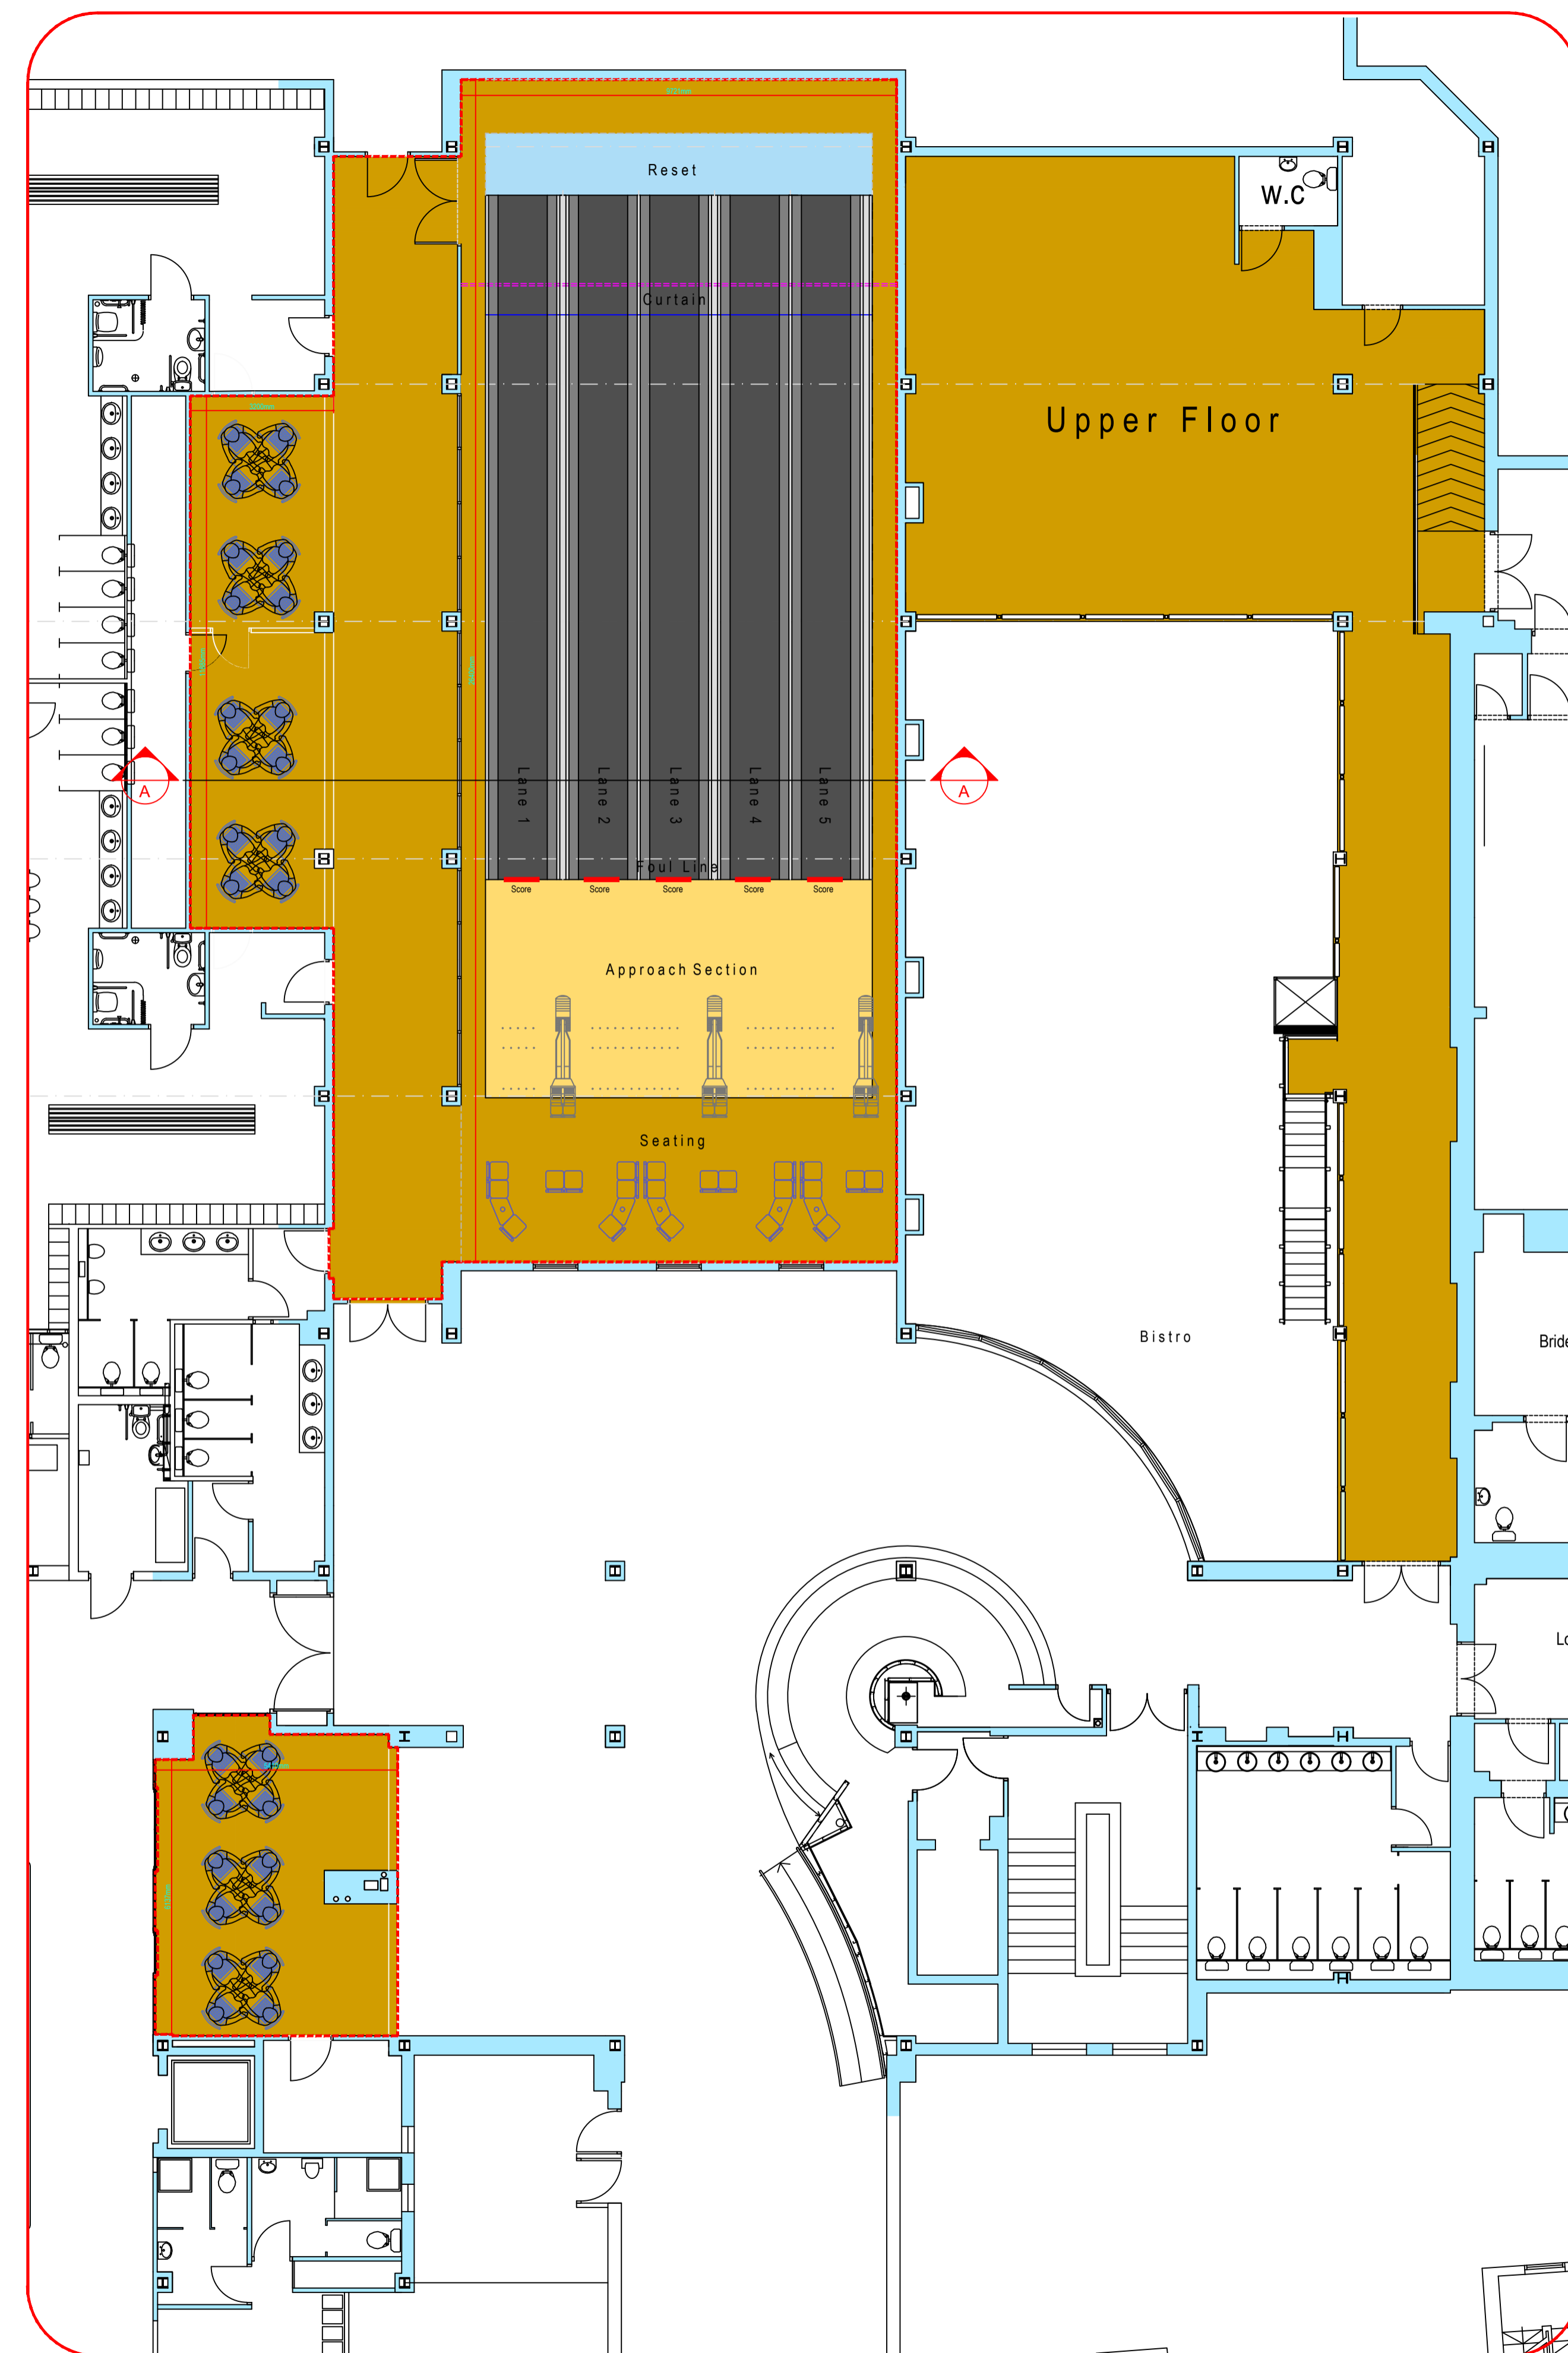 Reset
W.C
Curtain
Upper Floor
Lane 1
Lane 2
Lane 3
Lane 4
Lane 5
A
A
Foul Line
Score
Score
Score
Score
Score
Approach Section
Seating
Bistro